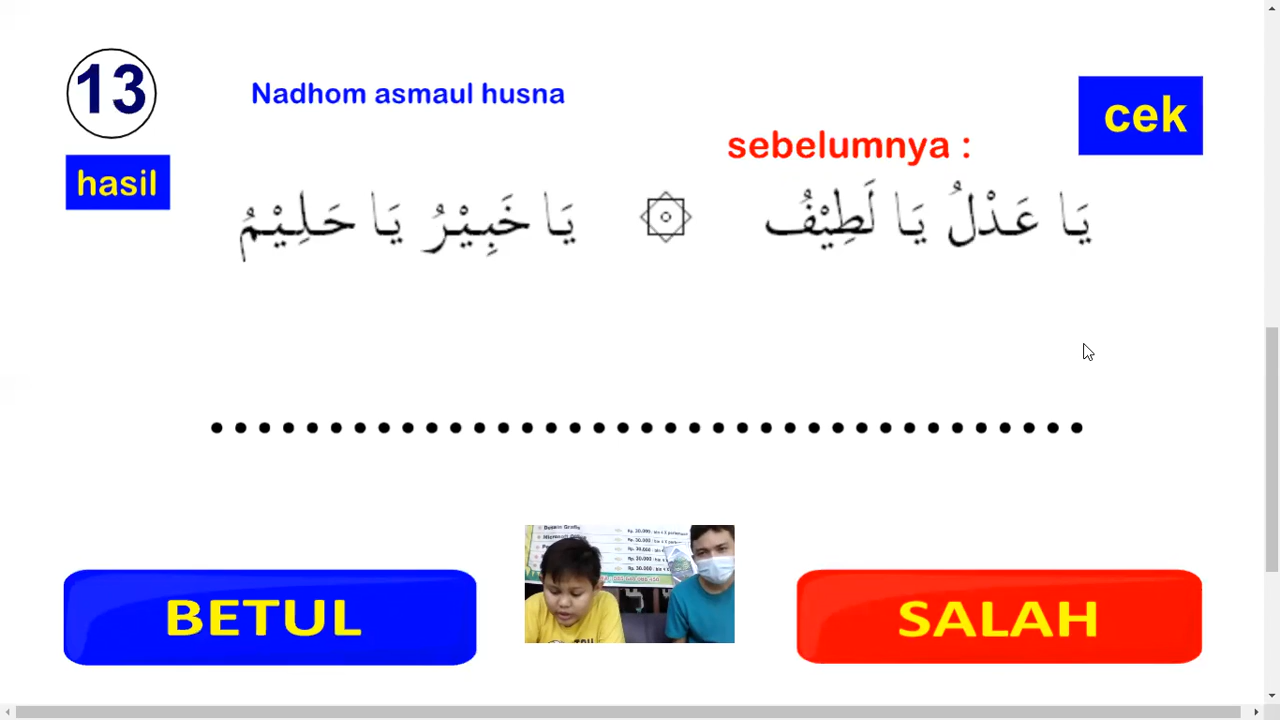 13
Nadhom asmaul husna
cek
sebelumnya :
hasil
يَا عَدْلُ يَا لَطِيْفُ ۞ يَا خَبِيْرُ يَا حَلِيْمُ
BETUL
SALAH